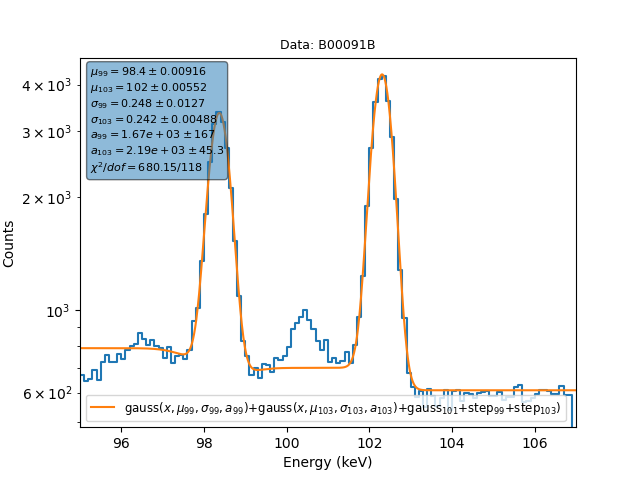 Data: B00091B
μ₉₉ = 98.4 ± 0.00916
μ₁₀₃ = 102 ± 0.00552
σ₉₉ = 0.248 ± 0.0127
σ₁₀₃ = 0.242 ± 0.00488
a₉₉ = 1.67e + 03 ± 167
a₁₀₃ = 2.19e + 03 ± 45.3
χ²/dof = 680.15/118
Counts
4 × 10³
3 × 10³
2 × 10³
10³
6 × 10²
gauss(x, μ₉₉, σ₉₉, a₉₉)+gauss(x, μ₁₀₃, σ₁₀₃, a₁₀₃)+gauss₁₀₁+step₉₉+step₁₀₃)
96 98 100 102 104 106
Energy (keV)